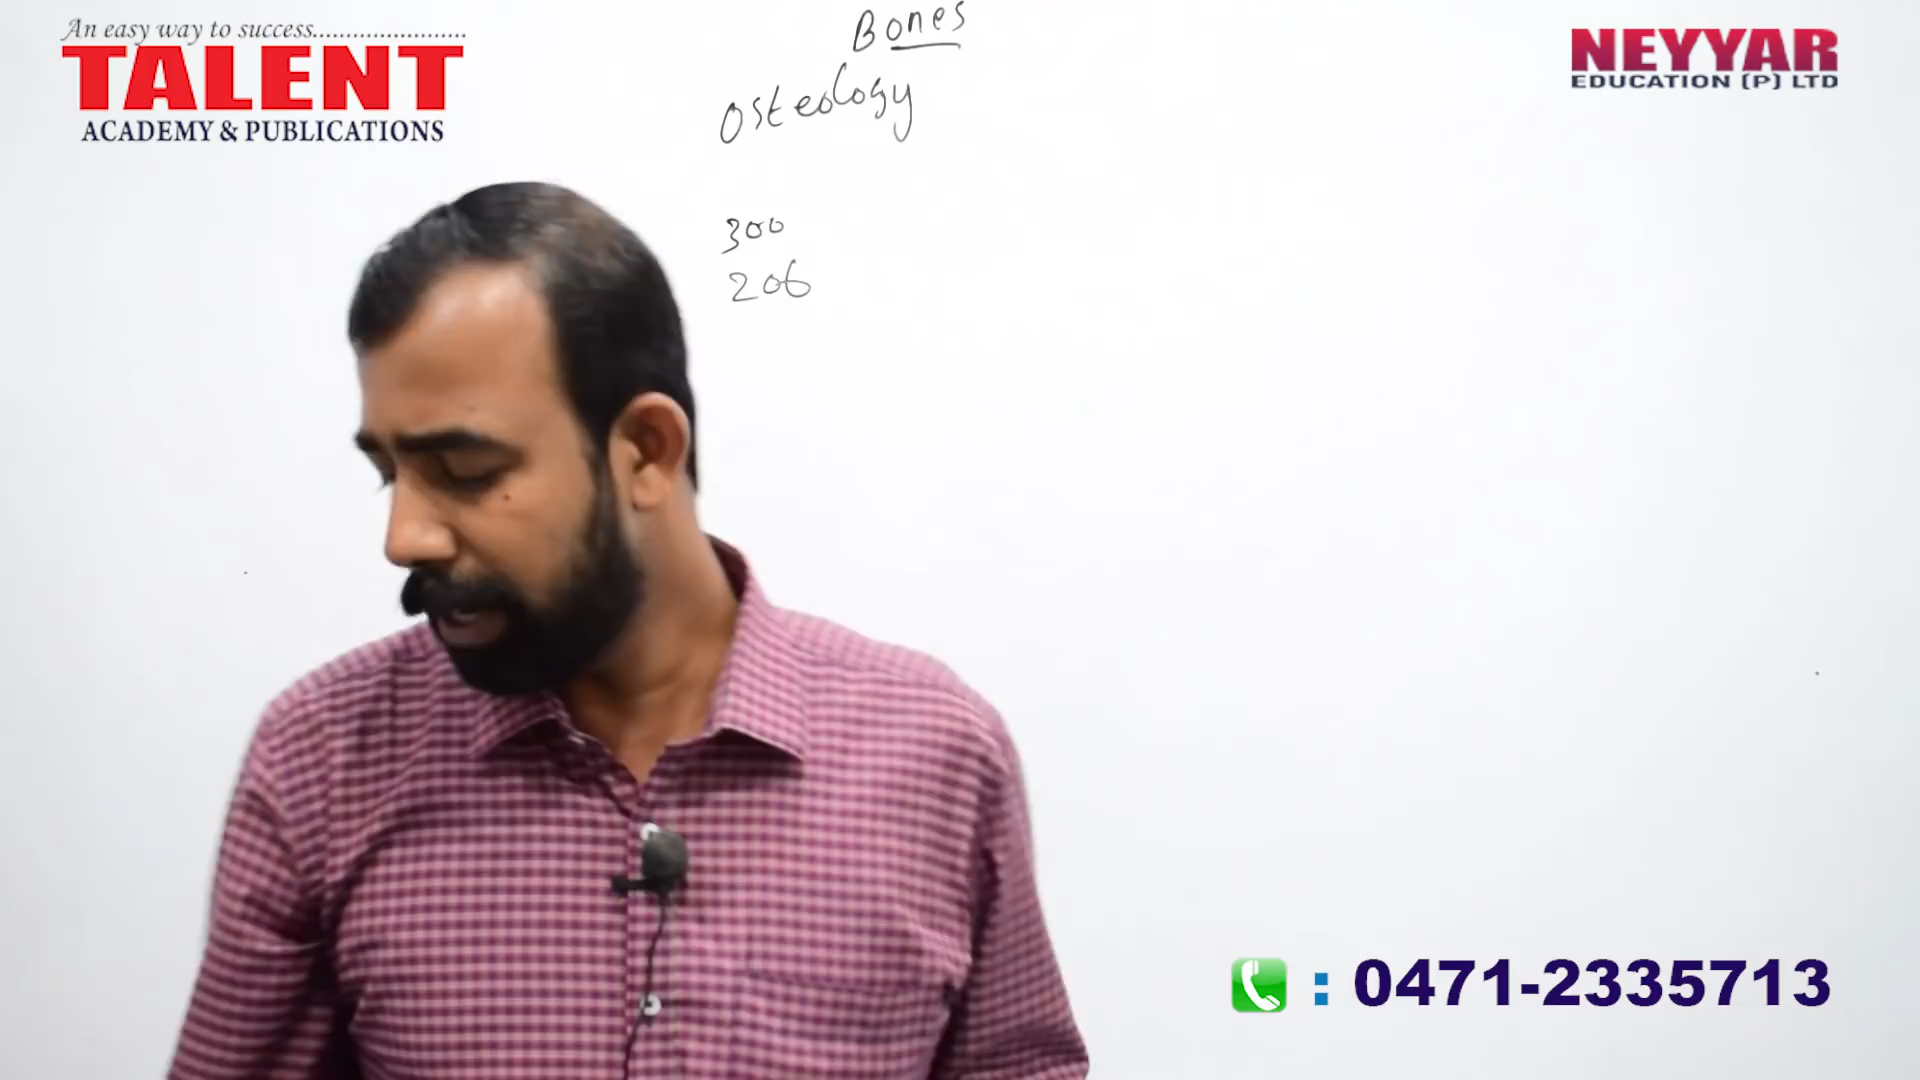 An easy way to success.......................
TALENT
ACADEMY & PUBLICATIONS
Bones
NEYYAR
EDUCATION (P) LTD
Osteology
300
206
: 0471-2335713